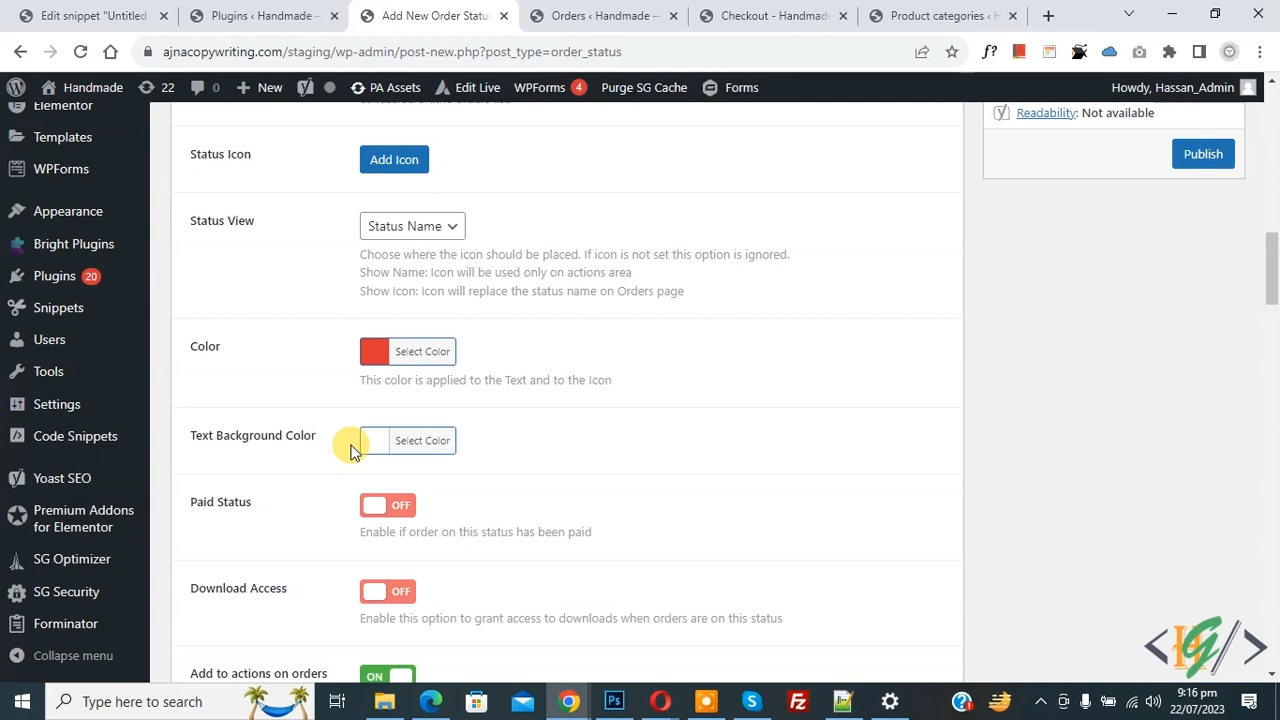 Edit snippet "Untitled
Plugins ‹ Handmade —
Add New Order Statu
Orders ‹ Handmade —
Checkout - Handmade
Product categories ‹ H
ajnacopywriting.com/staging/wp-admin/post-new.php?post_type=order_status
Handmade
22
0
New
PA Assets
Edit Live
WPForms 4
Purge SG Cache
Forms
Howdy, Hassan_Admin
Elementor
Templates
WPForms
Appearance
Bright Plugins
Plugins 20
Snippets
Users
Tools
Settings
Code Snippets
Yoast SEO
Premium Addons
for Elementor
SG Optimizer
SG Security
Forminator
Collapse menu
Status Icon
Add Icon
Status View
Status Name
Choose where the icon should be placed. If icon is not set this option is ignored.
Show Name: Icon will be used only on actions area
Show Icon: Icon will replace the status name on Orders page
Color
Select Color
This color is applied to the Text and to the Icon
Text Background Color
Select Color
Paid Status
OFF
Enable if order on this status has been paid
Download Access
OFF
Enable this option to grant access to downloads when orders are on this status
Add to actions on orders
ON
Readability: Not available
Publish
Type here to search
9:16 pm
22/07/2023